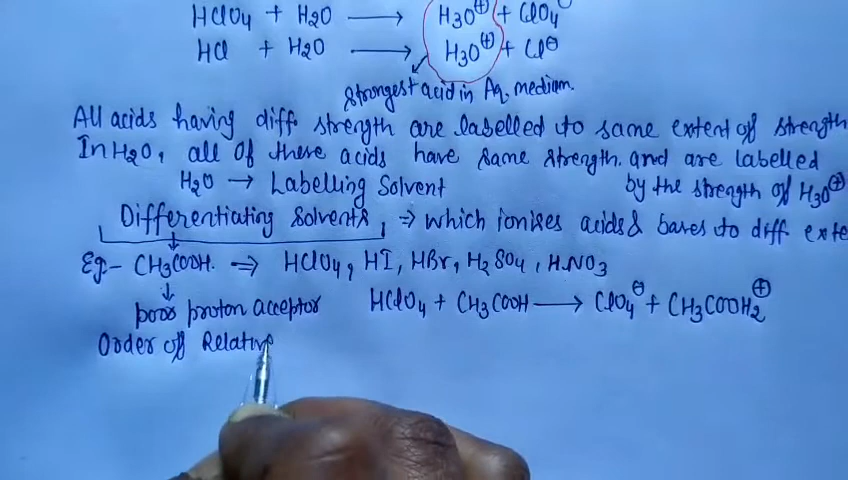 HClO4 + H2O ⟶ H3O⊕ + ClO4⊖
HCl + H2O ⟶ H3O⊕ + Cl⊖
strongest acid in Aq. medium.
All acids having diff strength are labelled to same extent of strength
In H2O, all of these acids have same strength. and are labelled
by the strength of H3O⊕
H2O → Labelling Solvent
Differentiating Solvents, ⇒ which ionises acids & bases to diff exte
Eg- CH3COOH. ⇒ HClO4, HI, HBr, H2SO4, HNO3
poor proton acceptor HClO4 + CH3COOH ⟶ ClO4⊖ + CH3COOH2⊕
Order of Relative